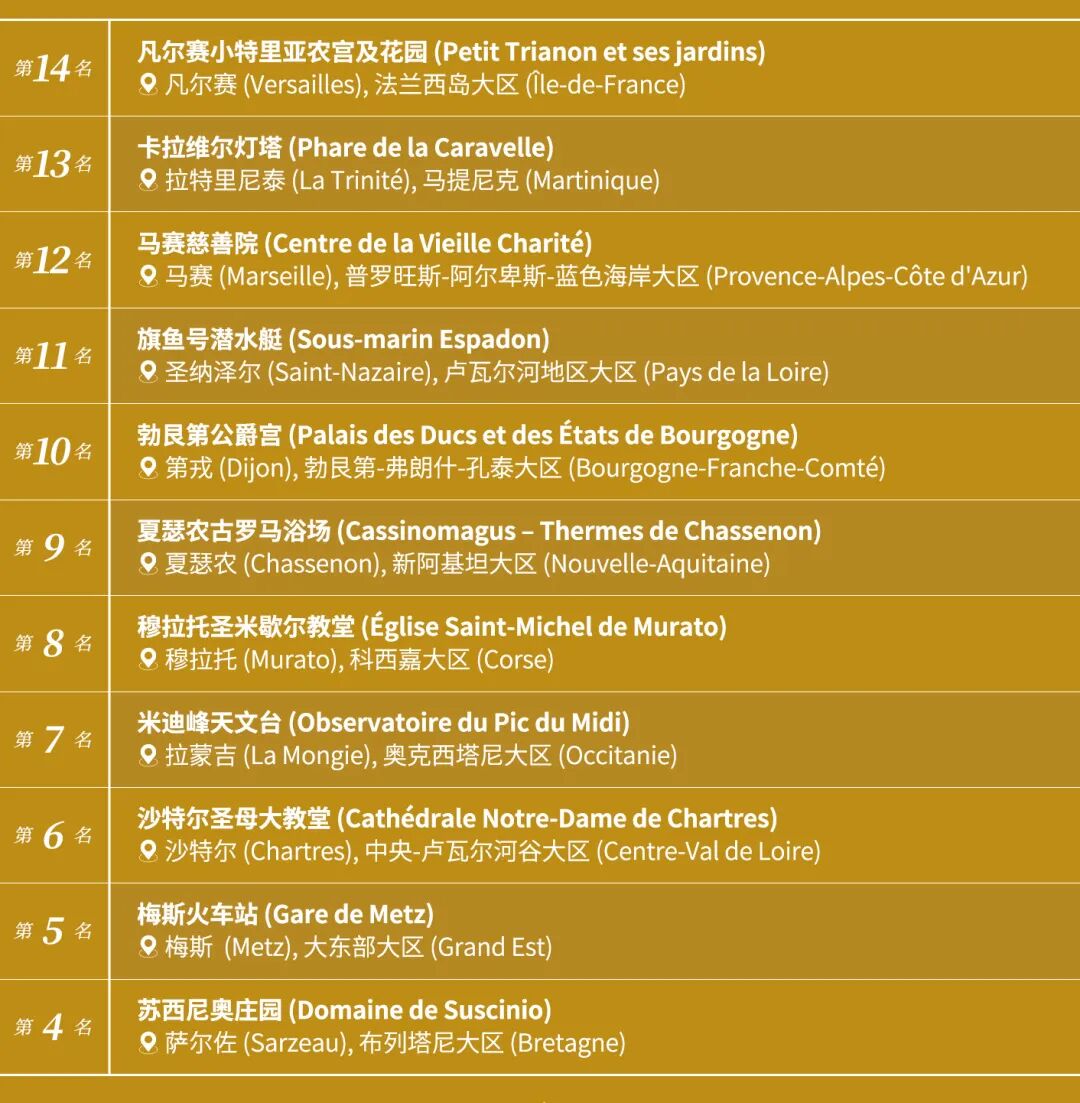 第14名
凡尔赛小特里亚农宫及花园 (Petit Trianon et ses jardins)
凡尔赛 (Versailles), 法兰西岛大区 (Île-de-France)
第13名
卡拉维尔灯塔 (Phare de la Caravelle)
拉特里尼泰 (La Trinité), 马提尼克 (Martinique)
第12名
马赛慈善院 (Centre de la Vieille Charité)
马赛 (Marseille), 普罗旺斯-阿尔卑斯-蓝色海岸大区 (Provence-Alpes-Côte d'Azur)
第11名
旗鱼号潜水艇 (Sous-marin Espadon)
圣纳泽尔 (Saint-Nazaire), 卢瓦尔河地区大区 (Pays de la Loire)
第10名
勃艮第公爵宫 (Palais des Ducs et des États de Bourgogne)
第戎 (Dijon), 勃艮第-弗朗什-孔泰大区 (Bourgogne-Franche-Comté)
第9名
夏瑟农古罗马浴场 (Cassinomagus – Thermes de Chassenon)
夏瑟农 (Chassenon), 新阿基坦大区 (Nouvelle-Aquitaine)
第8名
穆拉托圣米歇尔教堂 (Église Saint-Michel de Murato)
穆拉托 (Murato), 科西嘉大区 (Corse)
第7名
米迪峰天文台 (Observatoire du Pic du Midi)
拉蒙吉 (La Mongie), 奥克西塔尼大区 (Occitanie)
第6名
沙特尔圣母大教堂 (Cathédrale Notre-Dame de Chartres)
沙特尔 (Chartres), 中央-卢瓦尔河谷大区 (Centre-Val de Loire)
第5名
梅斯火车站 (Gare de Metz)
梅斯 (Metz), 大东部大区 (Grand Est)
第4名
苏西尼奥庄园 (Domaine de Suscinio)
萨尔佐 (Sarzeau), 布列塔尼大区 (Bretagne)